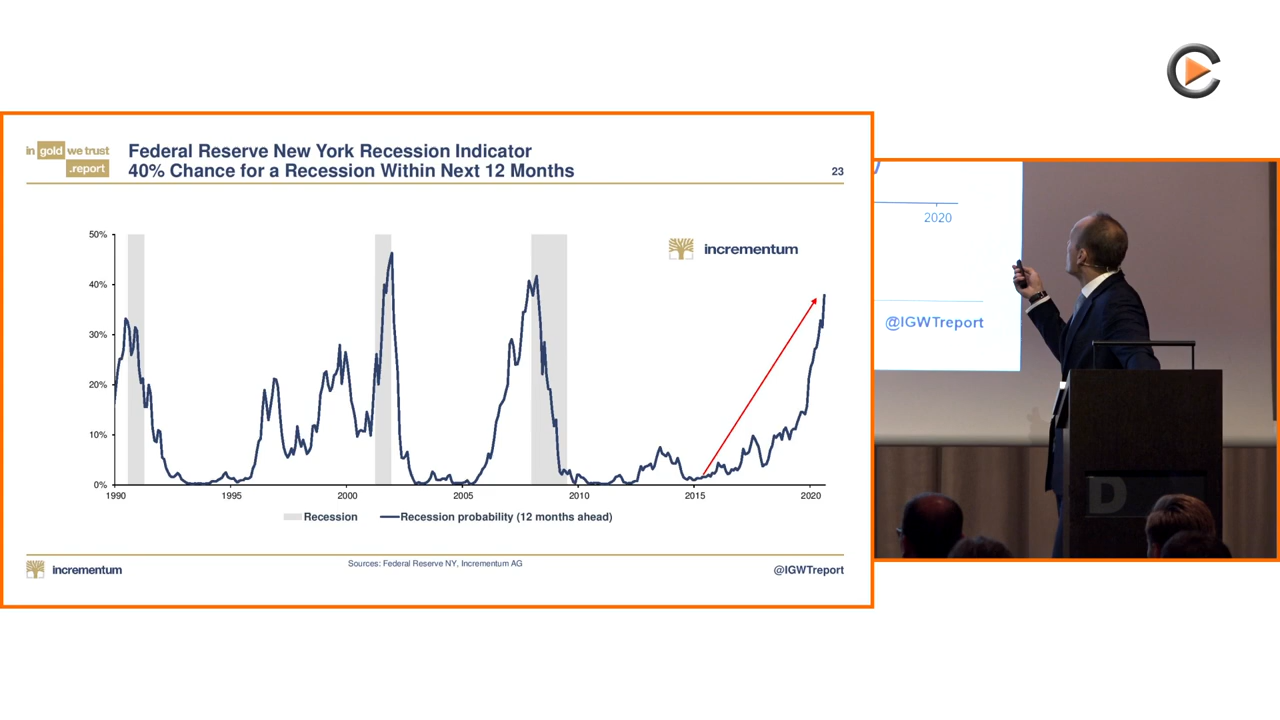 in gold we trust
.report
Federal Reserve New York Recession Indicator
40% Chance for a Recession Within Next 12 Months
23
50%
40%
30%
20%
10%
0%
incrementum
1990
1995
2000
2005
2010
2015
2020
Recession
Recession probability (12 months ahead)
Sources: Federal Reserve NY, Incrementum AG
incrementum
@IGWTreport
2020
@IGWTreport
D